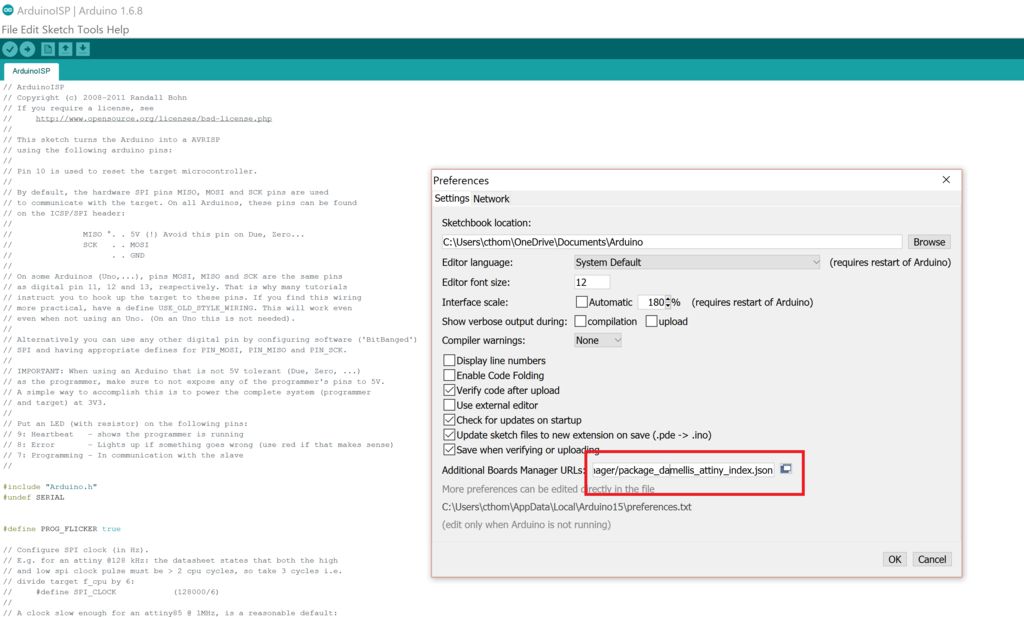 ArduinoISP | Arduino 1.6.8
File Edit Sketch Tools Help
ArduinoISP
// ArduinoISP
// Copyright (c) 2008-2011 Randall Bohn
// If you require a license, see
//     http://www.opensource.org/licenses/bsd-license.php
//
// This sketch turns the Arduino into a AVRISP
// using the following arduino pins:
//
// Pin 10 is used to reset the target microcontroller.
//
// By default, the hardware SPI pins MISO, MOSI and SCK pins are used
// to communicate with the target. On all Arduinos, these pins can be found
// on the ICSP/SPI header:
//
//             MISO °. . 5V (!) Avoid this pin on Due, Zero...
//             SCK   . . MOSI
//                   . . GND
//
// On some Arduinos (Uno,...), pins MOSI, MISO and SCK are the same pins
// as digital pin 11, 12 and 13, respectively. That is why many tutorials
// instruct you to hook up the target to these pins. If you find this wiring
// more practical, have a define USE_OLD_STYLE_WIRING. This will work even
// even when not using an Uno. (On an Uno this is not needed).
//
// Alternatively you can use any other digital pin by configuring software ('BitBanged')
// SPI and having appropriate defines for PIN_MOSI, PIN_MISO and PIN_SCK.
//
// IMPORTANT: When using an Arduino that is not 5V tolerant (Due, Zero, ...)
// as the programmer, make sure to not expose any of the programmer's pins to 5V.
// A simple way to accomplish this is to power the complete system (programmer
// and target) at 3V3.
//
// Put an LED (with resistor) on the following pins:
// 9: Heartbeat   - shows the programmer is running
// 8: Error       - Lights up if something goes wrong (use red if that makes sense)
// 7: Programming - In communication with the slave
//
#include "Arduino.h"
#undef SERIAL
#define PROG_FLICKER true
// Configure SPI clock (in Hz).
// E.g. for an attiny @128 kHz: the datasheet states that both the high
// and low spi clock pulse must be > 2 cpu cycles, so take 3 cycles i.e.
// divide target f_cpu by 6:
//     #define SPI_CLOCK            (128000/6)
//
// A clock slow enough for an attiny85 @ 1MHz, is a reasonable default:
Preferences
Settings Network
Sketchbook location:
C:\Users\cthom\OneDrive\Documents\Arduino Browse
Editor language: System Default (requires restart of Arduino)
Editor font size: 12
Interface scale: Automatic 180% (requires restart of Arduino)
Show verbose output during: compilation upload
Compiler warnings: None
Display line numbers
Enable Code Folding
Verify code after upload
Use external editor
Check for updates on startup
Update sketch files to new extension on save (.pde -> .ino)
Save when verifying or uploading
Additional Boards Manager URLs: nager/package_damellis_attiny_index.json
More preferences can be edited directly in the file
C:\Users\cthom\AppData\Local\Arduino15\preferences.txt
(edit only when Arduino is not running)
OK Cancel